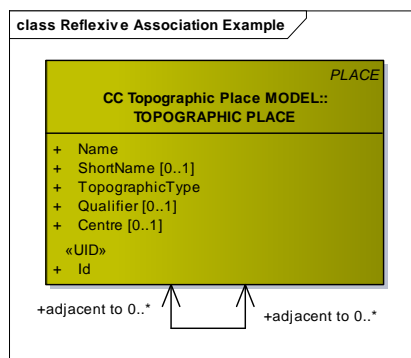 class Reflexive Association Example
PLACE
CC Topographic Place MODEL::
TOPOGRAPHIC PLACE
+ Name
+ ShortName [0..1]
+ TopographicType
+ Qualifier [0..1]
+ Centre [0..1]
«UID»
+ Id
+adjacent to 0..*
+adjacent to 0..*